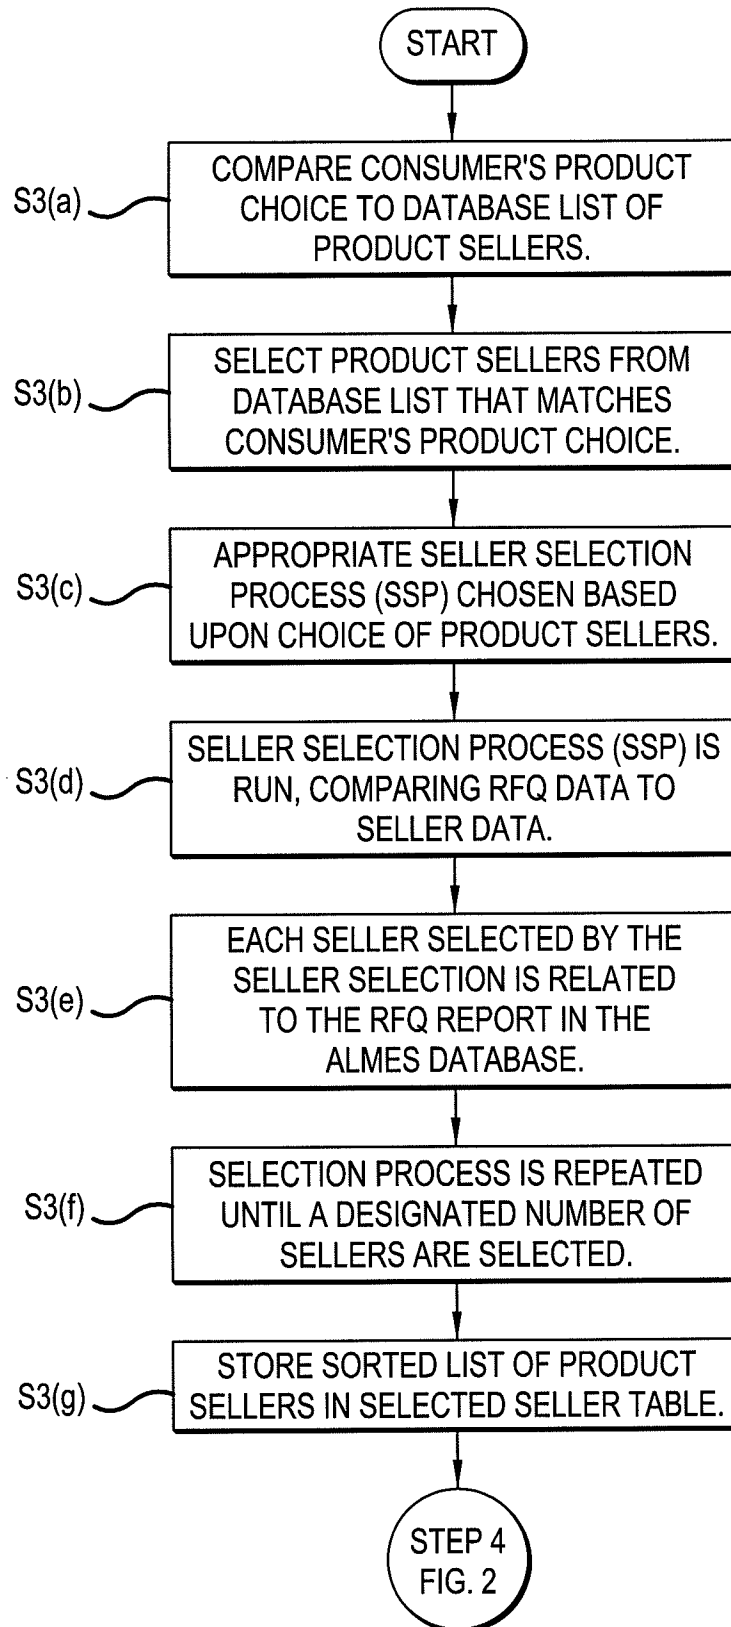 START
S3(a)
COMPARE CONSUMER'S PRODUCT
CHOICE TO DATABASE LIST OF
PRODUCT SELLERS.
S3(b)
SELECT PRODUCT SELLERS FROM
DATABASE LIST THAT MATCHES
CONSUMER'S PRODUCT CHOICE.
S3(c)
APPROPRIATE SELLER SELECTION
PROCESS (SSP) CHOSEN BASED
UPON CHOICE OF PRODUCT SELLERS.
S3(d)
SELLER SELECTION PROCESS (SSP) IS
RUN, COMPARING RFQ DATA TO
SELLER DATA.
S3(e)
EACH SELLER SELECTED BY THE
SELLER SELECTION IS RELATED
TO THE RFQ REPORT IN THE
ALMES DATABASE.
S3(f)
SELECTION PROCESS IS REPEATED
UNTIL A DESIGNATED NUMBER OF
SELLERS ARE SELECTED.
S3(g)
STORE SORTED LIST OF PRODUCT
SELLERS IN SELECTED SELLER TABLE.
STEP 4
FIG. 2